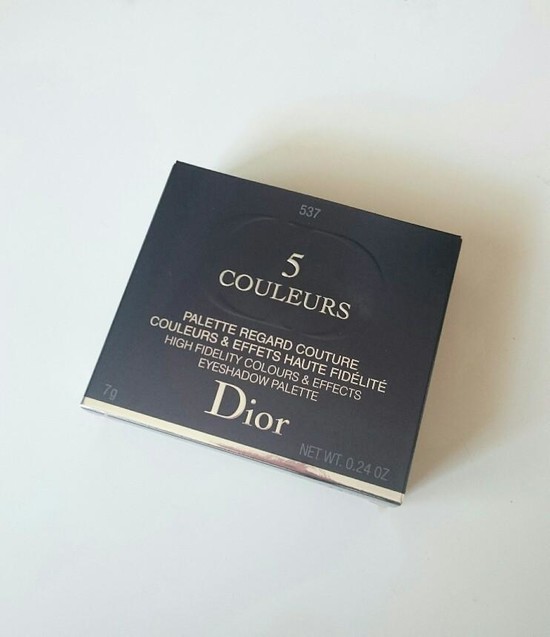 537
5
COULEURS
PALETTE REGARD COUTURE
COULEURS & EFFETS HAUTE FIDÉLITÉ
HIGH FIDELITY COLOURS & EFFECTS
EYESHADOW PALETTE
Dior
7g
NET WT. 0.24 OZ